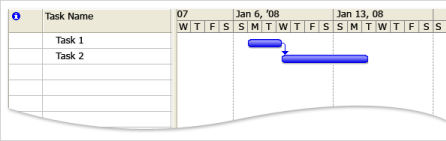 Task Name
07 Jan 6, '08 Jan 13, 08
W T F S S M T W T F S S M T W T F S S
Task 1
Task 2